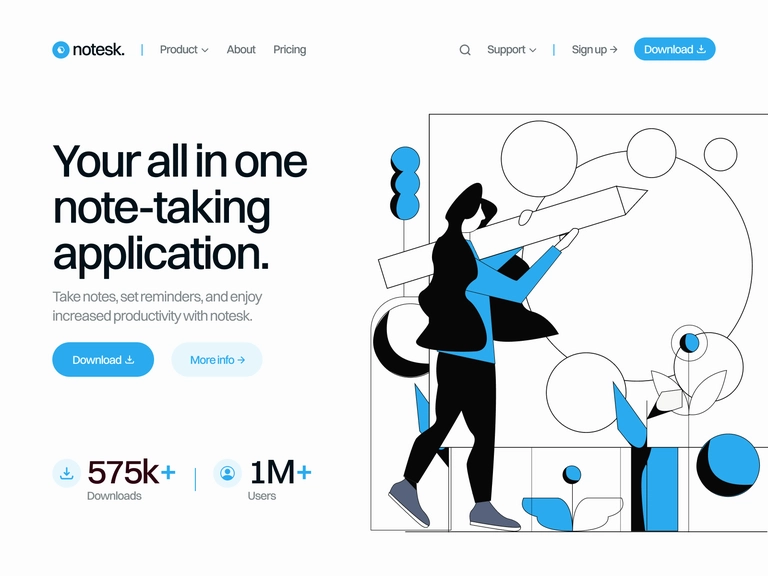 notesk.
Product
About
Pricing
Support
Sign up
Download
Your all in one
note-taking
application.
Take notes, set reminders, and enjoy
increased productivity with notesk.
Download
More info
575k+
Downloads
1M+
Users